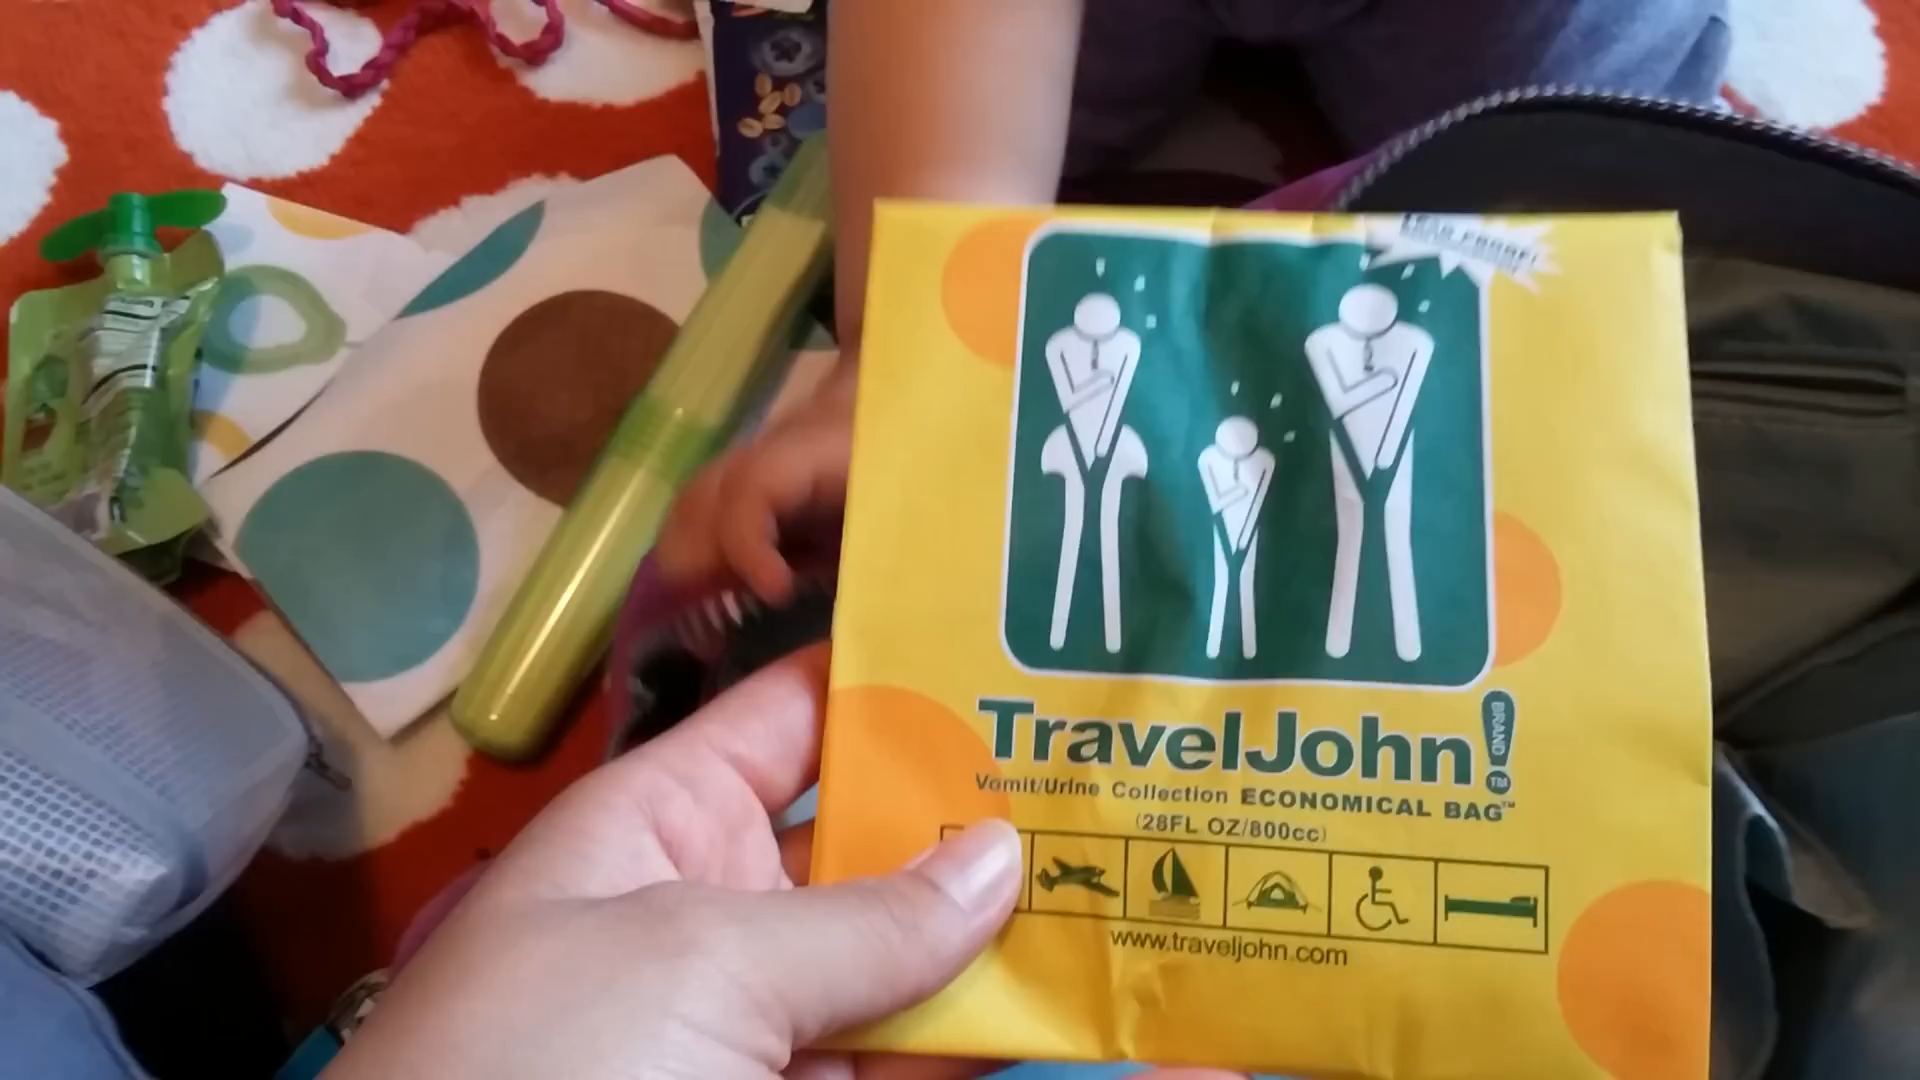 TravelJohn!
BRAND
TM
Vomit/Urine Collection ECONOMICAL BAG™
(28FL OZ/800cc)
www.traveljohn.com